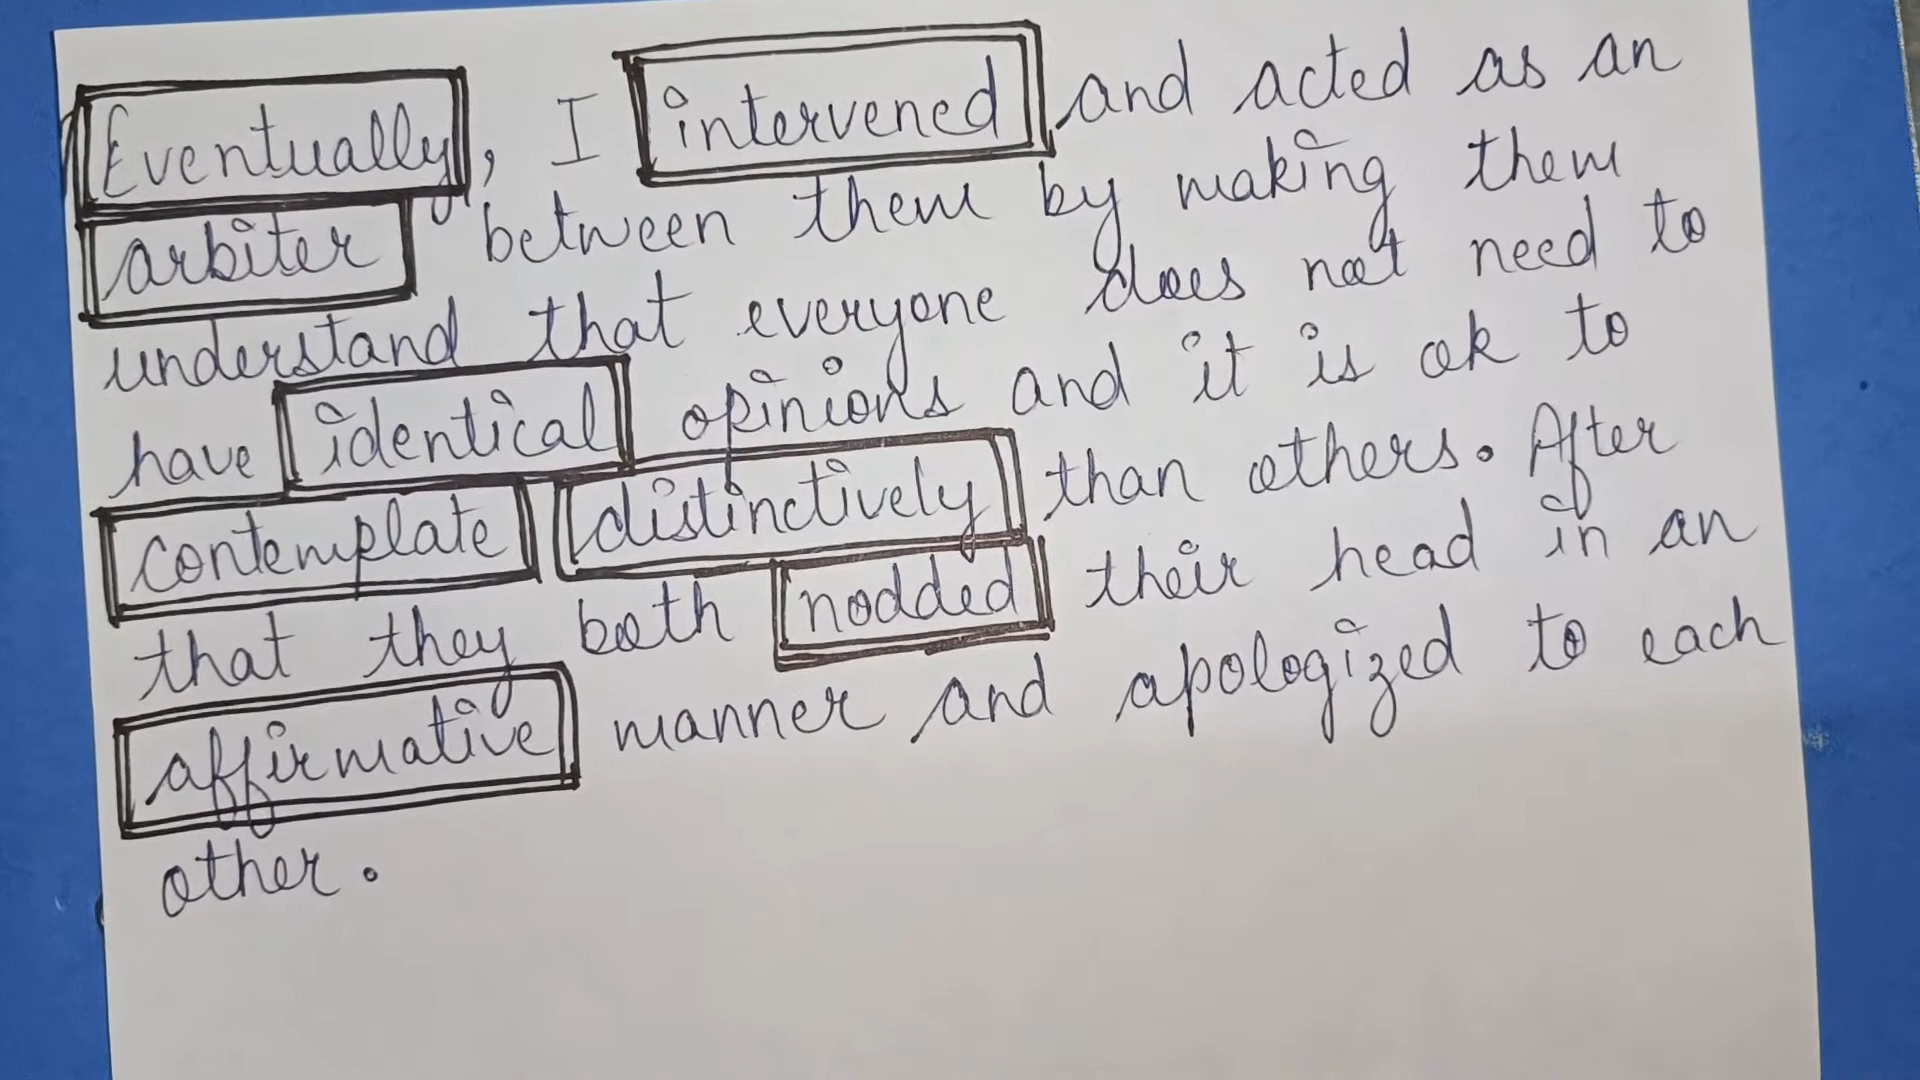 Eventually, I intervened and acted as an
arbiter between them by making them
understand that everyone does not need to
have identical opinions and it is ok to
contemplate distinctively than others. After
that they both nodded their head in an
affirmative manner and apologized to each
other.